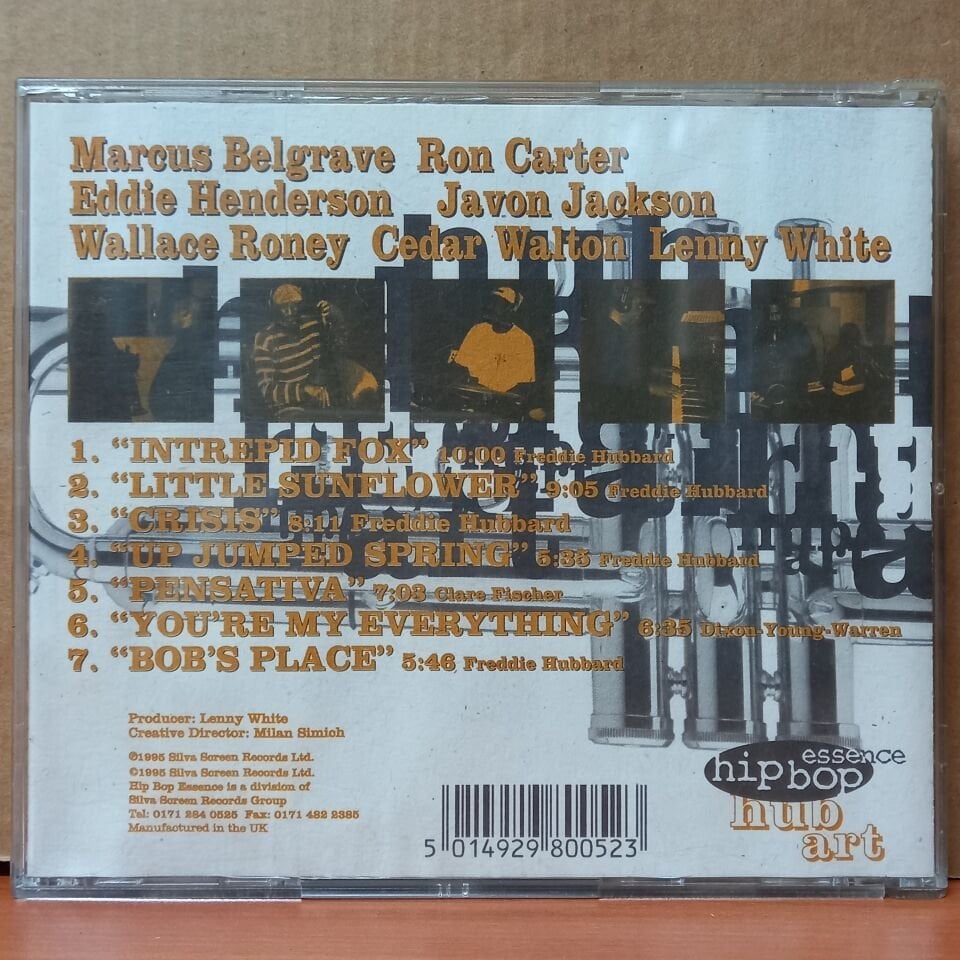 Marcus Belgrave Ron Carter
Eddie Henderson Javon Jackson
Wallace Roney Cedar Walton Lenny White
1. “INTREPID FOX” 10:00 Freddie Hubbard
2. “LITTLE SUNFLOWER” 9:05 Freddie Hubbard
3. “CRISIS” 8:11 Freddie Hubbard
4. “UP JUMPED SPRING” 5:35 Freddie Hubbard
5. “PENSATIVA” 7:03 Clare Fischer
6. “YOU’RE MY EVERYTHING” 6:35 Dixon-Young-Warren
7. “BOB’S PLACE” 5:46 Freddie Hubbard
Producer: Lenny White
Creative Director: Milan Simich
℗1995 Silva Screen Records Ltd.
©1995 Silva Screen Records Ltd.
Hip Bop Essence is a division of
Silva Screen Records Group
Tel: 0171 284 0525 Fax: 0171 482 2385
Manufactured in the UK
5 014929 800523
essence
hip bop
hub
art